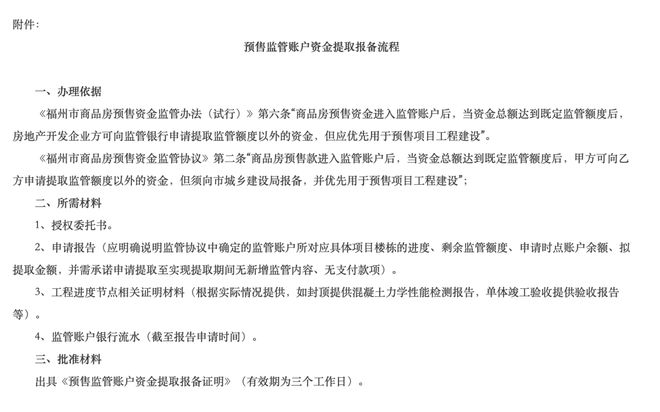 附件：
预售监管账户资金提取报备流程
一、办理依据
《福州市商品房预售资金监管办法（试行）》第六条“商品房预售资金进入监管账户后，当资金总额达到既定监管额度后，
房地产开发企业方可向监管银行申请提取监管额度以外的资金，但应优先用于预售项目工程建设”。
《福州市商品房预售资金监管协议》第二条“商品房预售款进入监管账户后，当资金总额达到既定监管额度后，甲方可向乙
方申请提取监管额度以外的资金，但须向市城乡建设局报备，并优先用于预售项目工程建设”；
二、所需材料
1、授权委托书。
2、申请报告（应明确说明监管协议中确定的监管账户所对应具体项目楼栋的进度、剩余监管额度、申请时点账户余额、拟
提取金额，并需承诺申请提取至实现提取期间无新增监管内容、无支付款项）。
3、工程进度节点相关证明材料（根据实际情况提供，如封顶提供混凝土力学性能检测报告，单体竣工验收提供验收报告
等）。
4、监管账户银行流水（截至报告申请时间）。
三、批准材料
出具《预售监管账户资金提取报备证明》（有效期为三个工作日）。